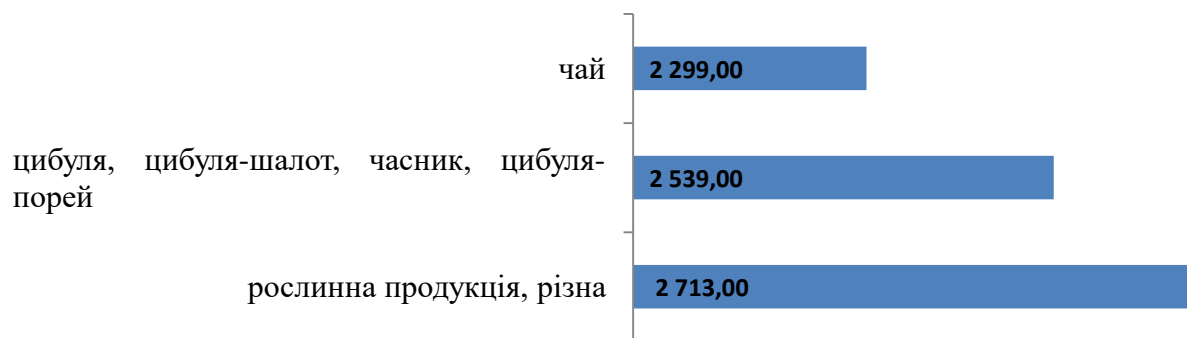 чай
2 299,00
цибуля, цибуля-шалот, часник, цибуля-
порей
2 539,00
рослинна продукція, різна
2 713,00